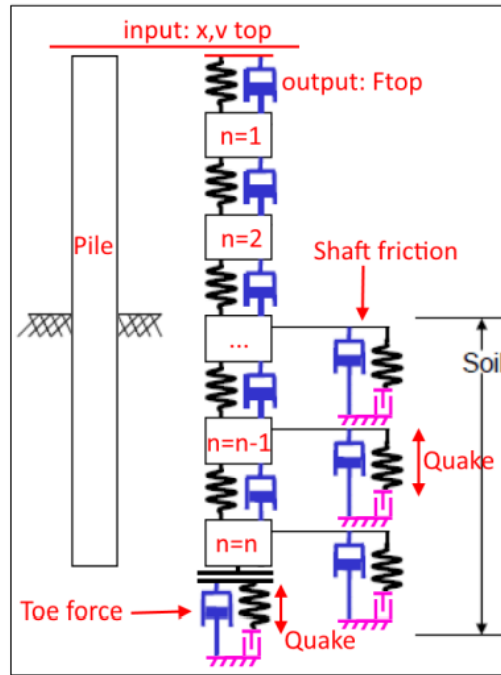 input: x,v top
output: Ftop
n=1
Pile
n=2
Shaft friction
...
Soil
n=n-1
Quake
n=n
Toe force
Quake